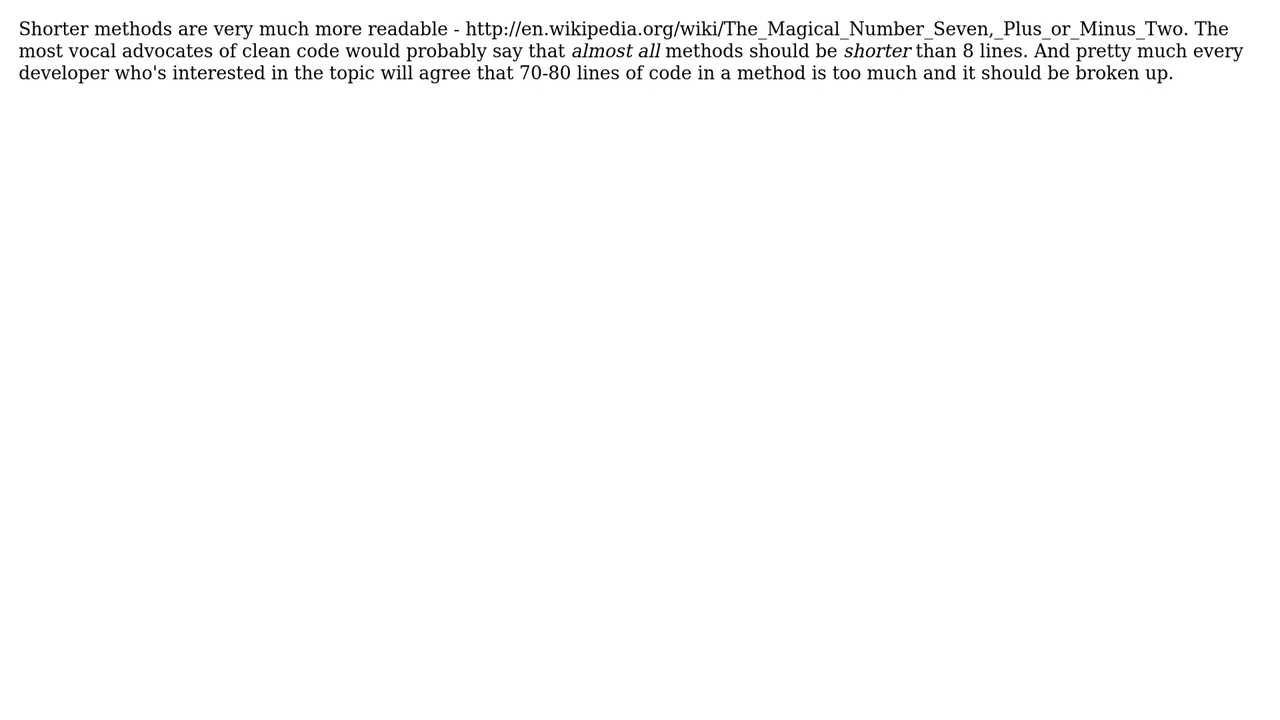 Shorter methods are very much more readable - http://en.wikipedia.org/wiki/The_Magical_Number_Seven,_Plus_or_Minus_Two. The
most vocal advocates of clean code would probably say that almost all methods should be shorter than 8 lines. And pretty much every
developer who's interested in the topic will agree that 70-80 lines of code in a method is too much and it should be broken up.